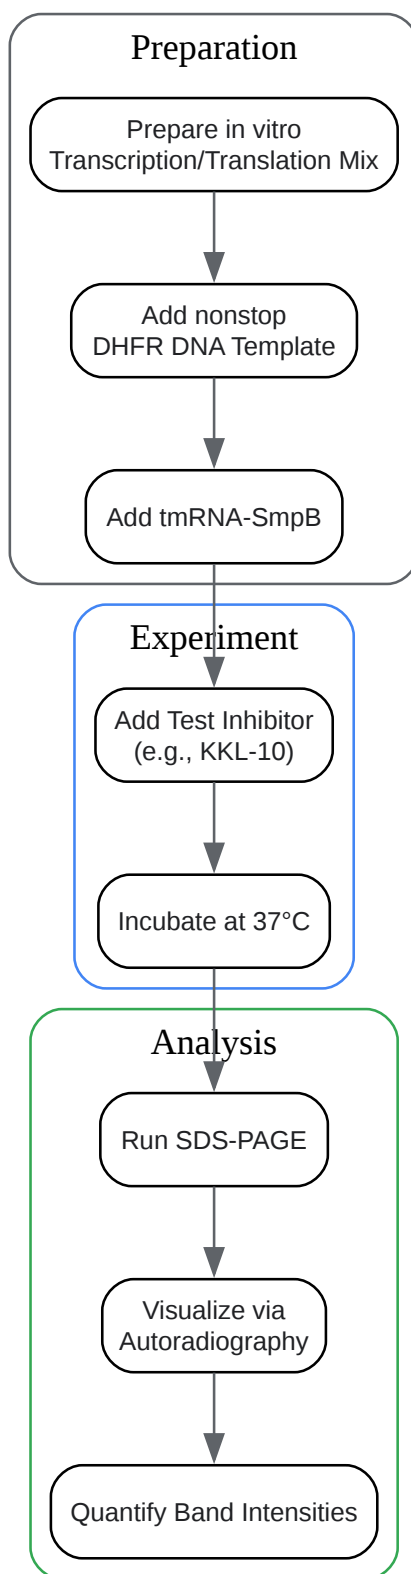 Preparation
Prepare in vitro
Transcription/Translation Mix
Add nonstop
DHFR DNA Template
Add tmRNA-SmpB
Experiment
Add Test Inhibitor
(e.g., KKL-10)
Incubate at 37°C
Analysis
Run SDS-PAGE
Visualize via
Autoradiography
Quantify Band Intensities